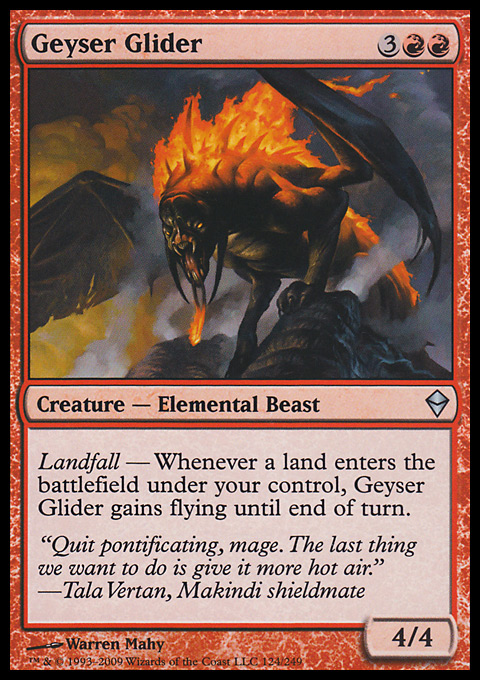 Geyser Glider 3
Creature — Elemental Beast
Landfall — Whenever a land enters the
battlefield under your control, Geyser
Glider gains flying until end of turn.
“Quit pontificating, mage. The last thing
we want to do is give it more hot air.”
—Tala Vertan, Makindi shieldmate
Warren Mahy
4/4
™ & © 1993–2009 Wizards of the Coast LLC 124/249